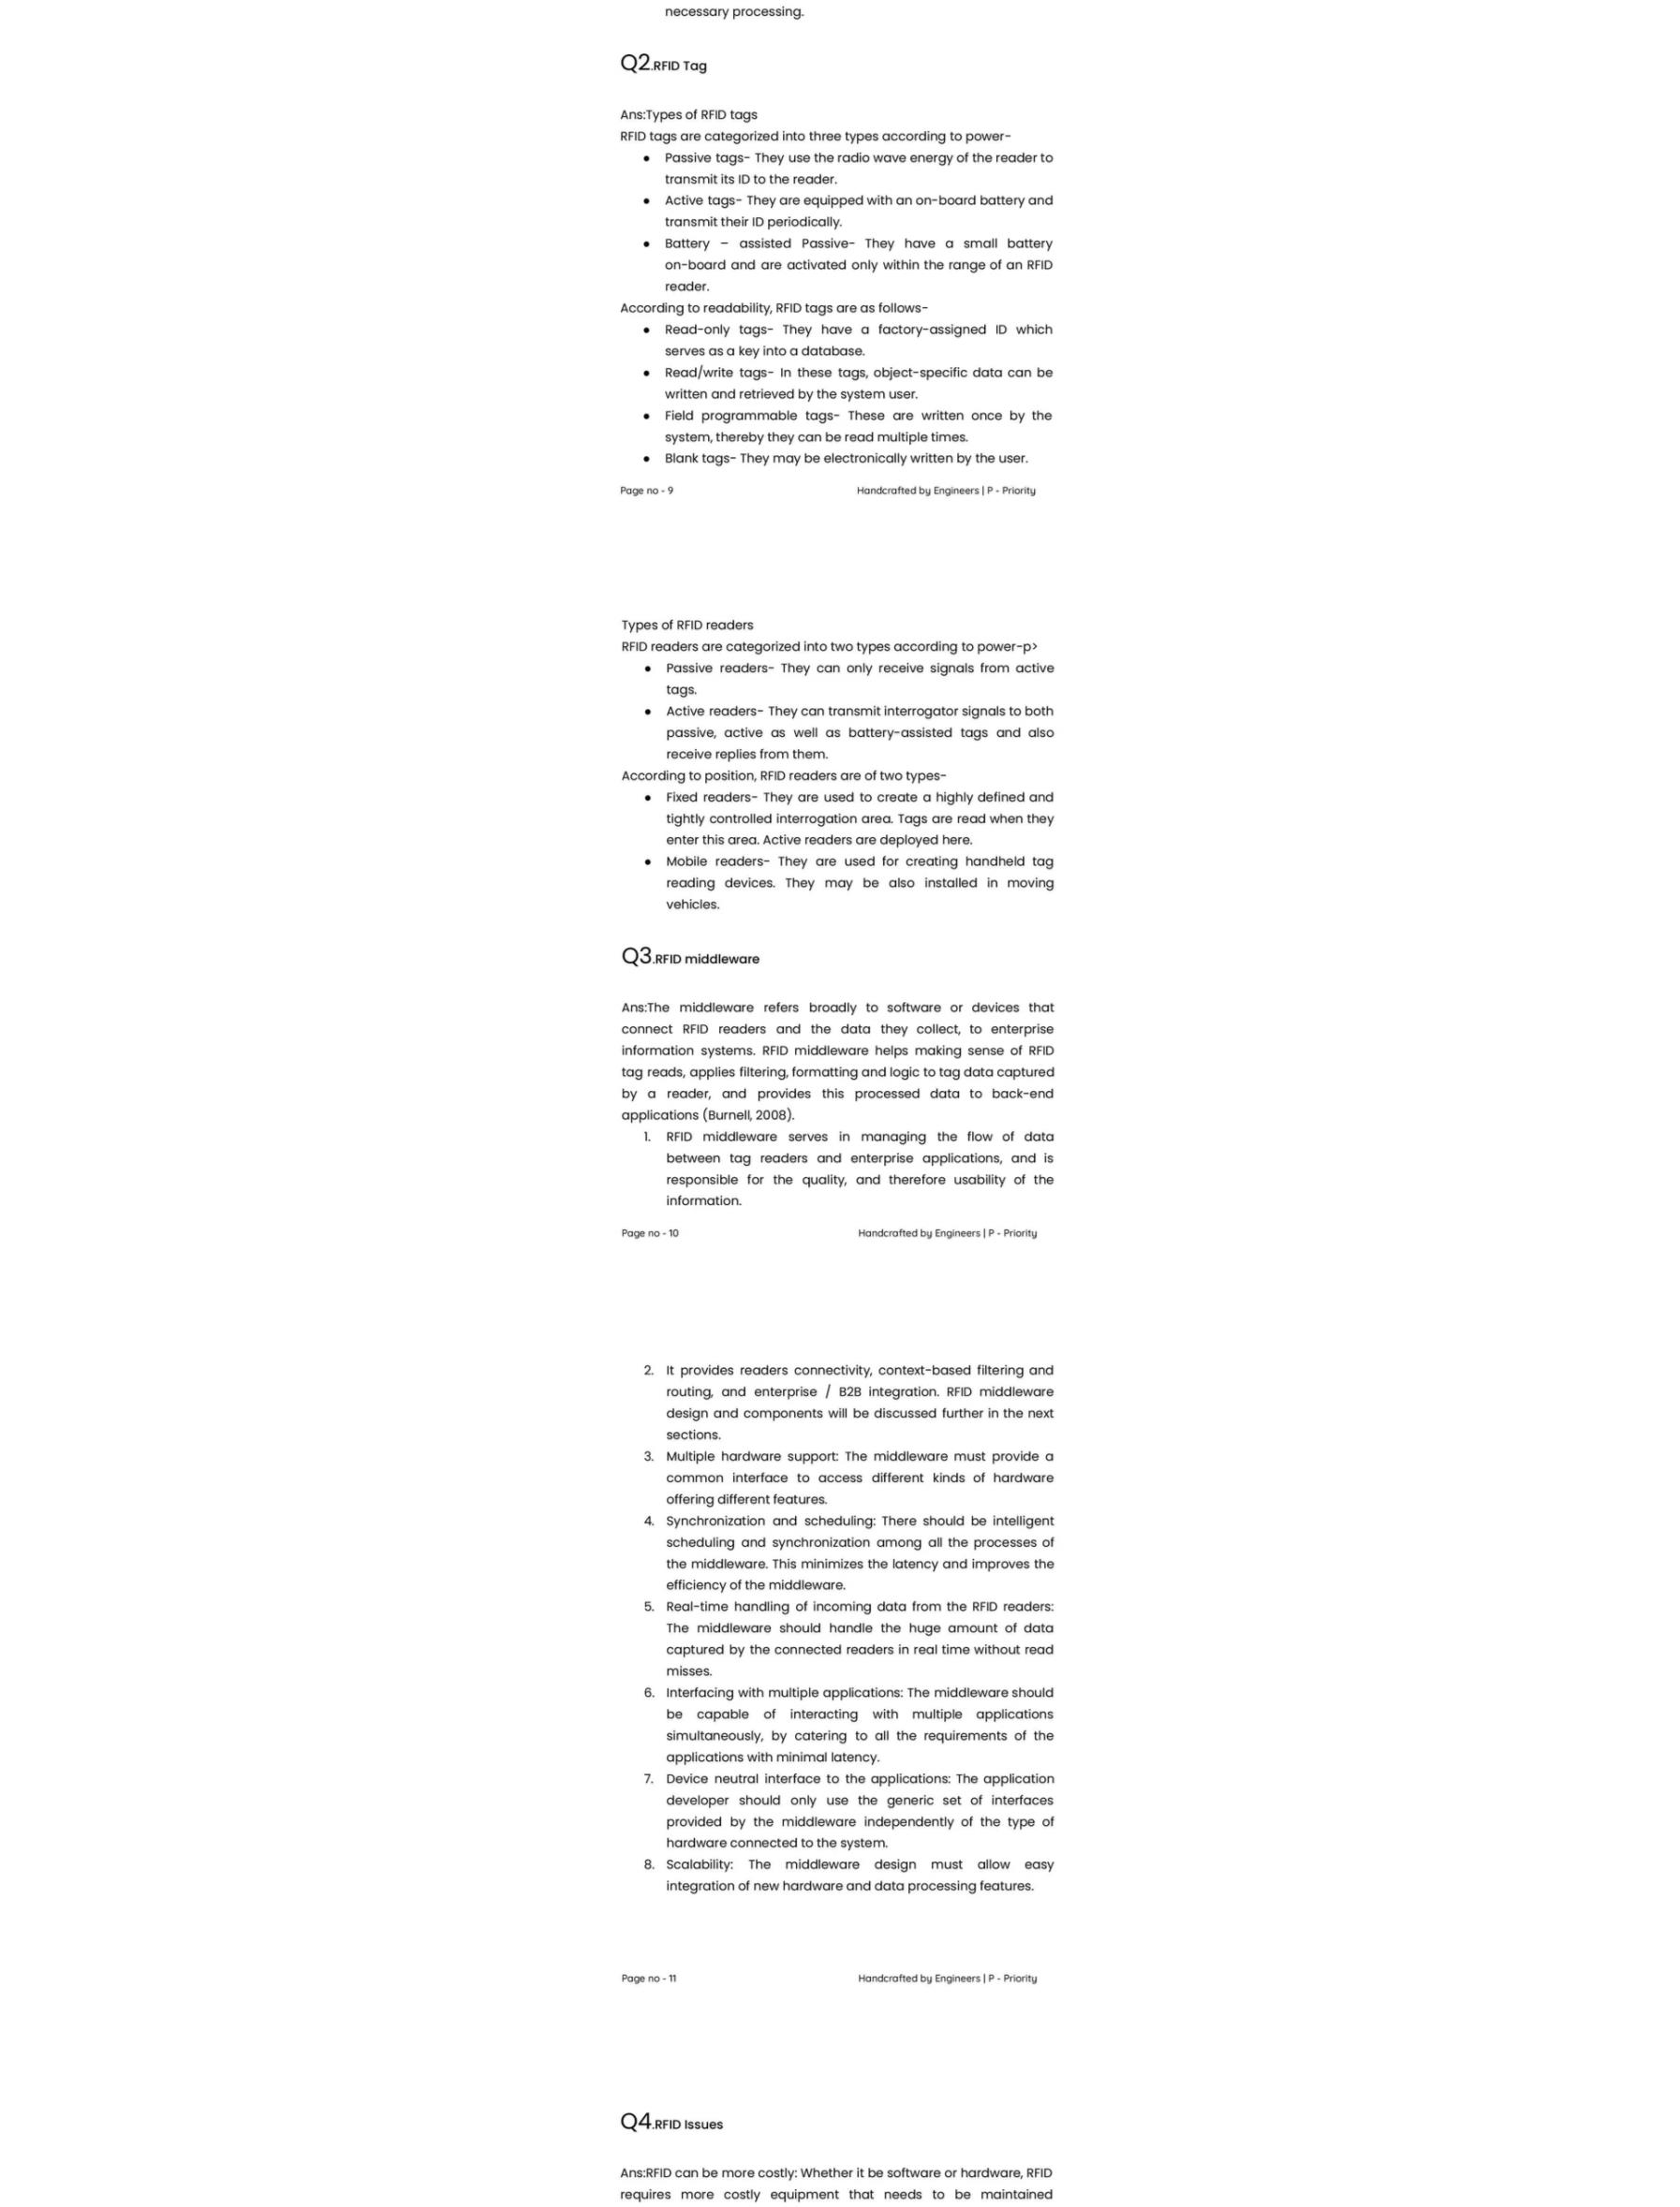 necessary processing.
Q2.RFID Tag
Ans:Types of RFID tags
RFID tags are categorized into three types according to power-
● Passive tags- They use the radio wave energy of the reader to
transmit its ID to the reader.
● Active tags- They are equipped with an on-board battery and
transmit their ID periodically.
● Battery – assisted Passive- They have a small battery
on-board and are activated only within the range of an RFID
reader.
According to readability, RFID tags are as follows-
● Read-only tags- They have a factory-assigned ID which
serves as a key into a database.
● Read/write tags- In these tags, object-specific data can be
written and retrieved by the system user.
● Field programmable tags- These are written once by the
system, thereby they can be read multiple times.
● Blank tags- They may be electronically written by the user.
Page no - 9 Handcrafted by Engineers | P - Priority
Types of RFID readers
RFID readers are categorized into two types according to power-p>
● Passive readers- They can only receive signals from active
tags.
● Active readers- They can transmit interrogator signals to both
passive, active as well as battery-assisted tags and also
receive replies from them.
According to position, RFID readers are of two types-
● Fixed readers- They are used to create a highly defined and
tightly controlled interrogation area. Tags are read when they
enter this area. Active readers are deployed here.
● Mobile readers- They are used for creating handheld tag
reading devices. They may be also installed in moving
vehicles.
Q3.RFID middleware
Ans:The middleware refers broadly to software or devices that
connect RFID readers and the data they collect, to enterprise
information systems. RFID middleware helps making sense of RFID
tag reads, applies filtering, formatting and logic to tag data captured
by a reader, and provides this processed data to back-end
applications (Burnell, 2008).
1. RFID middleware serves in managing the flow of data
between tag readers and enterprise applications, and is
responsible for the quality, and therefore usability of the
information.
Page no - 10 Handcrafted by Engineers | P - Priority
2. It provides readers connectivity, context-based filtering and
routing, and enterprise / B2B integration. RFID middleware
design and components will be discussed further in the next
sections.
3. Multiple hardware support: The middleware must provide a
common interface to access different kinds of hardware
offering different features.
4. Synchronization and scheduling: There should be intelligent
scheduling and synchronization among all the processes of
the middleware. This minimizes the latency and improves the
efficiency of the middleware.
5. Real-time handling of incoming data from the RFID readers:
The middleware should handle the huge amount of data
captured by the connected readers in real time without read
misses.
6. Interfacing with multiple applications: The middleware should
be capable of interacting with multiple applications
simultaneously, by catering to all the requirements of the
applications with minimal latency.
7. Device neutral interface to the applications: The application
developer should only use the generic set of interfaces
provided by the middleware independently of the type of
hardware connected to the system.
8. Scalability: The middleware design must allow easy
integration of new hardware and data processing features.
Page no - 11 Handcrafted by Engineers | P - Priority
Q4.RFID Issues
Ans:RFID can be more costly: Whether it be software or hardware, RFID
requires more costly equipment that needs to be maintained